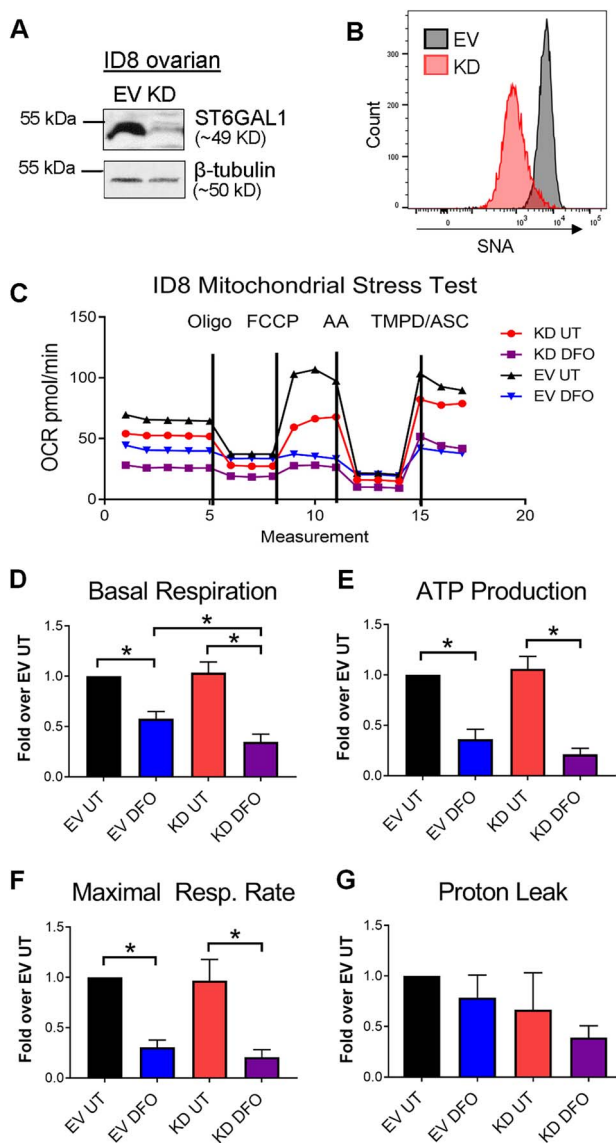 A
ID8 ovarian
EV KD
55 kDa
ST6GAL1
(~49 KD)
55 kDa
β-tubulin
(~50 kD)
B
EV
KD
Count
300
200
100
0
0
10³
10⁴
10⁵
SNA
C
ID8 Mitochondrial Stress Test
Oligo FCCP AA TMPD/ASC
OCR pmol/min
150
100
50
0
0 5 10 15 20
Measurement
KD UT
KD DFO
EV UT
EV DFO
D
Basal Respiration
Fold over EV UT
1.5
1.0
0.5
0.0
*
*
*
EV UT
EV DFO
KD UT
KD DFO
E
ATP Production
Fold over EV UT
1.5
1.0
0.5
0.0
*
*
EV UT
EV DFO
KD UT
KD DFO
F
Maximal Resp. Rate
Fold over EV UT
1.5
1.0
0.5
0.0
*
*
EV UT
EV DFO
KD UT
KD DFO
G
Proton Leak
Fold over EV UT
1.5
1.0
0.5
0.0
EV UT
EV DFO
KD UT
KD DFO